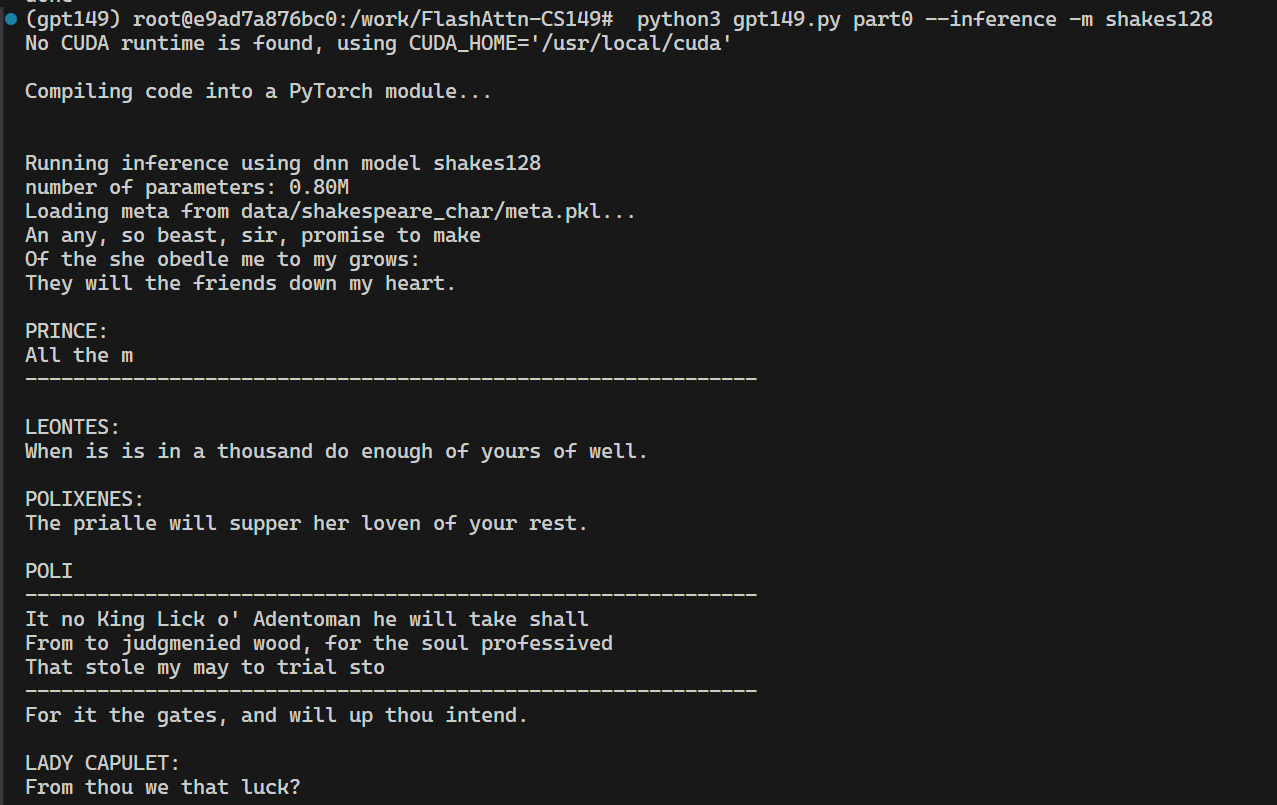 (gpt149) root@e9ad7a876bc0:/work/FlashAttn-CS149#  python3 gpt149.py part0 --inference -m shakes128
No CUDA runtime is found, using CUDA_HOME='/usr/local/cuda'

Compiling code into a PyTorch module...


Running inference using dnn model shakes128
number of parameters: 0.80M
Loading meta from data/shakespeare_char/meta.pkl...
An any, so beast, sir, promise to make
Of the she obedle me to my grows:
They will the friends down my heart.

PRINCE:
All the m
-------------------------------------------------------------

LEONTES:
When is is in a thousand do enough of yours of well.

POLIXENES:
The prialle will supper her loven of your rest.

POLI
-------------------------------------------------------------
It no King Lick o' Adentoman he will take shall
From to judgmenied wood, for the soul professived
That stole my may to trial sto
-------------------------------------------------------------
For it the gates, and will up thou intend.

LADY CAPULET:
From thou we that luck?